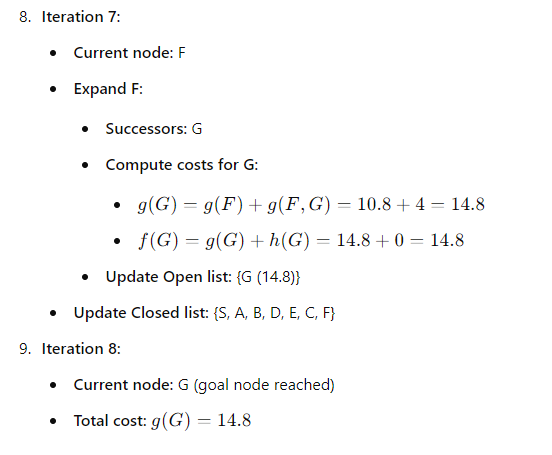 8. Iteration 7:
• Current node: F
• Expand F:
• Successors: G
• Compute costs for G:
• g(G) = g(F) + g(F, G) = 10.8 + 4 = 14.8
• f(G) = g(G) + h(G) = 14.8 + 0 = 14.8
• Update Open list: {G (14.8)}
• Update Closed list: {S, A, B, D, E, C, F}
9. Iteration 8:
• Current node: G (goal node reached)
• Total cost: g(G) = 14.8